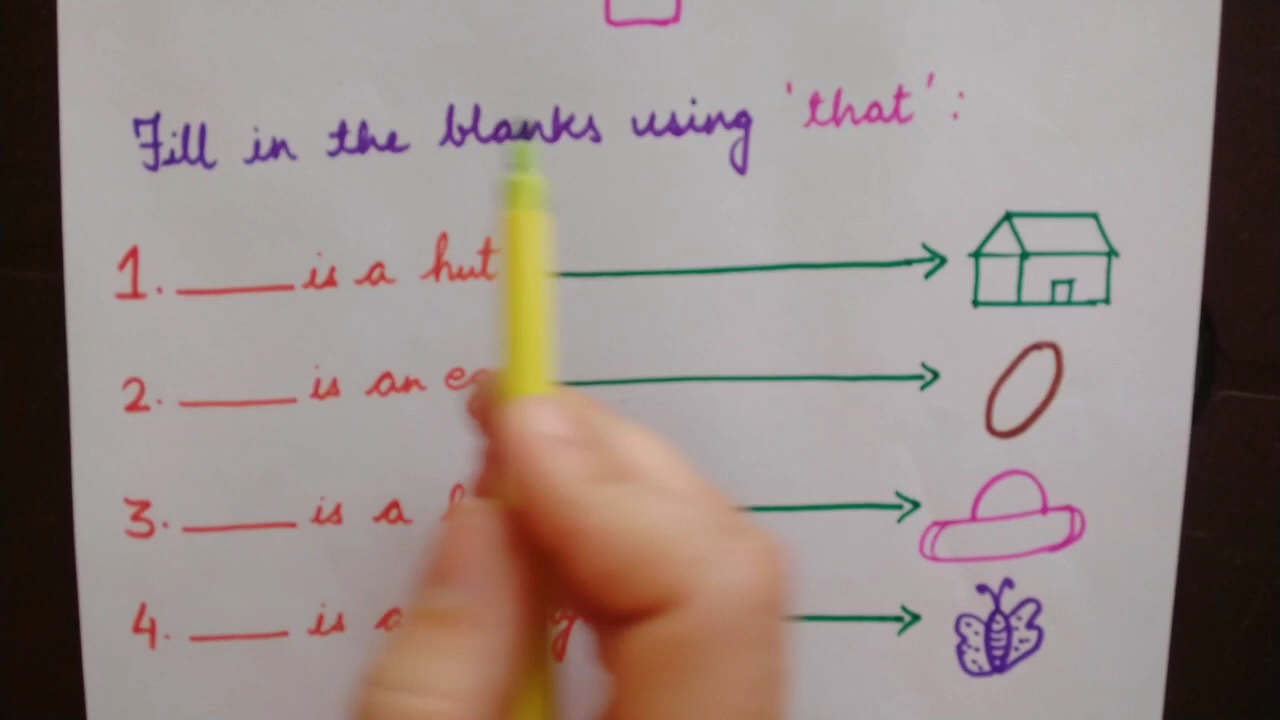 Fill in the blanks using 'that':
1. ____ is a hut
2. ____ is an
3. ____ is a
4. ____ is